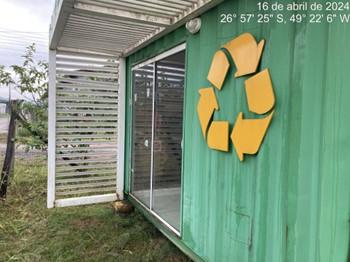 16 de abril de 2024
26° 57' 25" S, 49° 22' 6" W